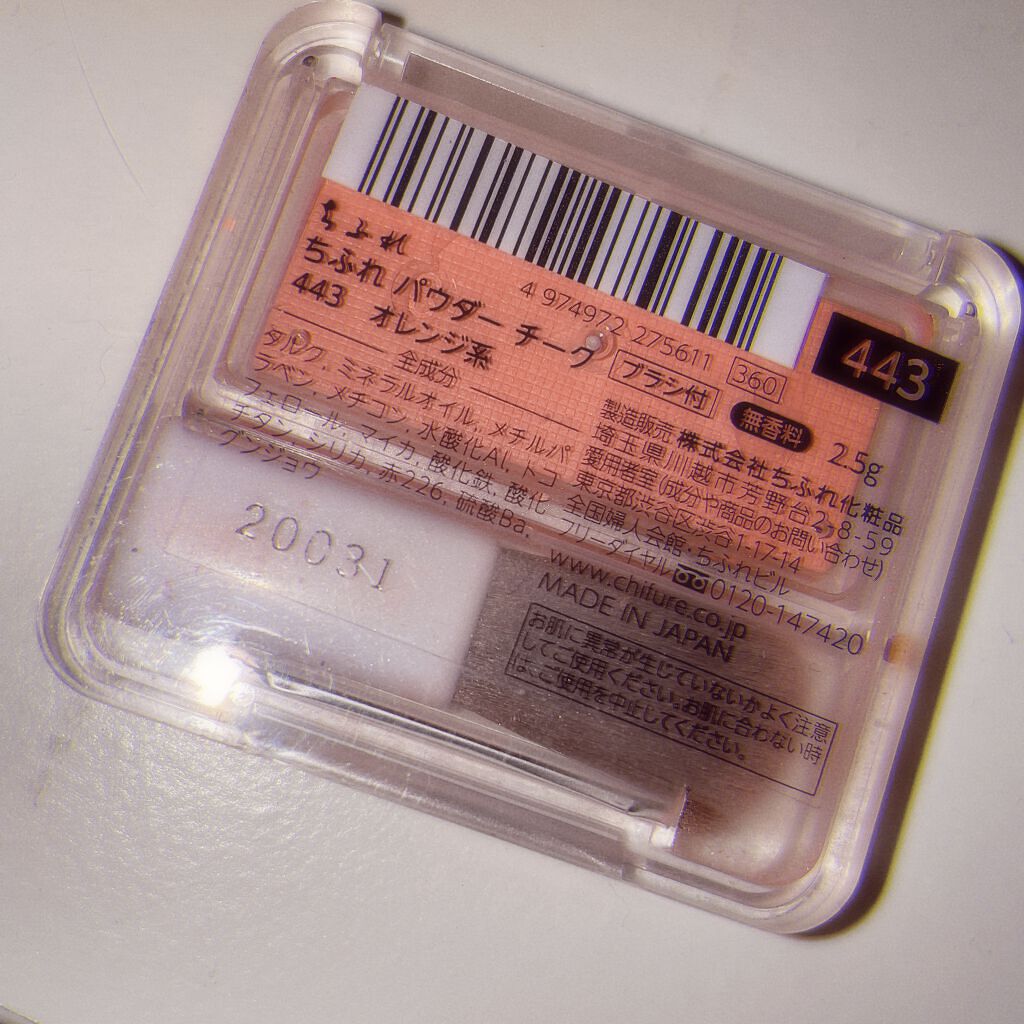 4 974972 275611
ちふれ
ちふれ パウダー チーク
443 オレンジ系
ブラシ付
360
443
全成分
タルク、ミネラルオイル、メチルパ
ラベン、メチコン、水酸化Al、トコ
フェロール・マイカ、酸化鉄、酸化
チタン、シリカ、赤226、硫酸Ba、
グンジョウ
無香料
2.5g
製造販売 株式会社ちふれ化粧品
埼玉県川越市芳野台2-8-59
愛用者室(成分や商品のお問い合わせ)
東京都渋谷区渋谷1-17-14
全国婦人会館・ちふれビル
フリーダイヤル 0120-147420
www.chifure.co.jp
MADE IN JAPAN
お肌に異常が生じていないかよく注意
してご使用ください。お肌に合わない時
は、ご使用を中止してください。
20031